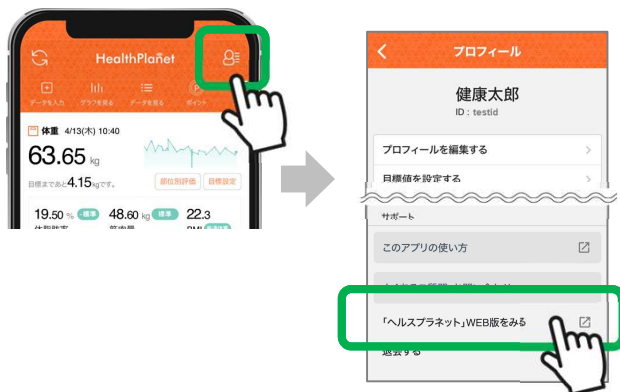 HealthPlanet
データを入力 グラフを見る データを見る ポイント
体重 4/13(木) 10:40
63.65 kg
目標まであと4.15kgです。
部位別評価 目標設定
19.50 % -標準 48.60 kg 標準 22.3
体脂肪率 筋肉量 BMI
プロフィール
健康太郎
ID : testid
プロフィールを編集する
目標値を設定する
サポート
このアプリの使い方
「ヘルスプラネット」WEB版をみる
退会する